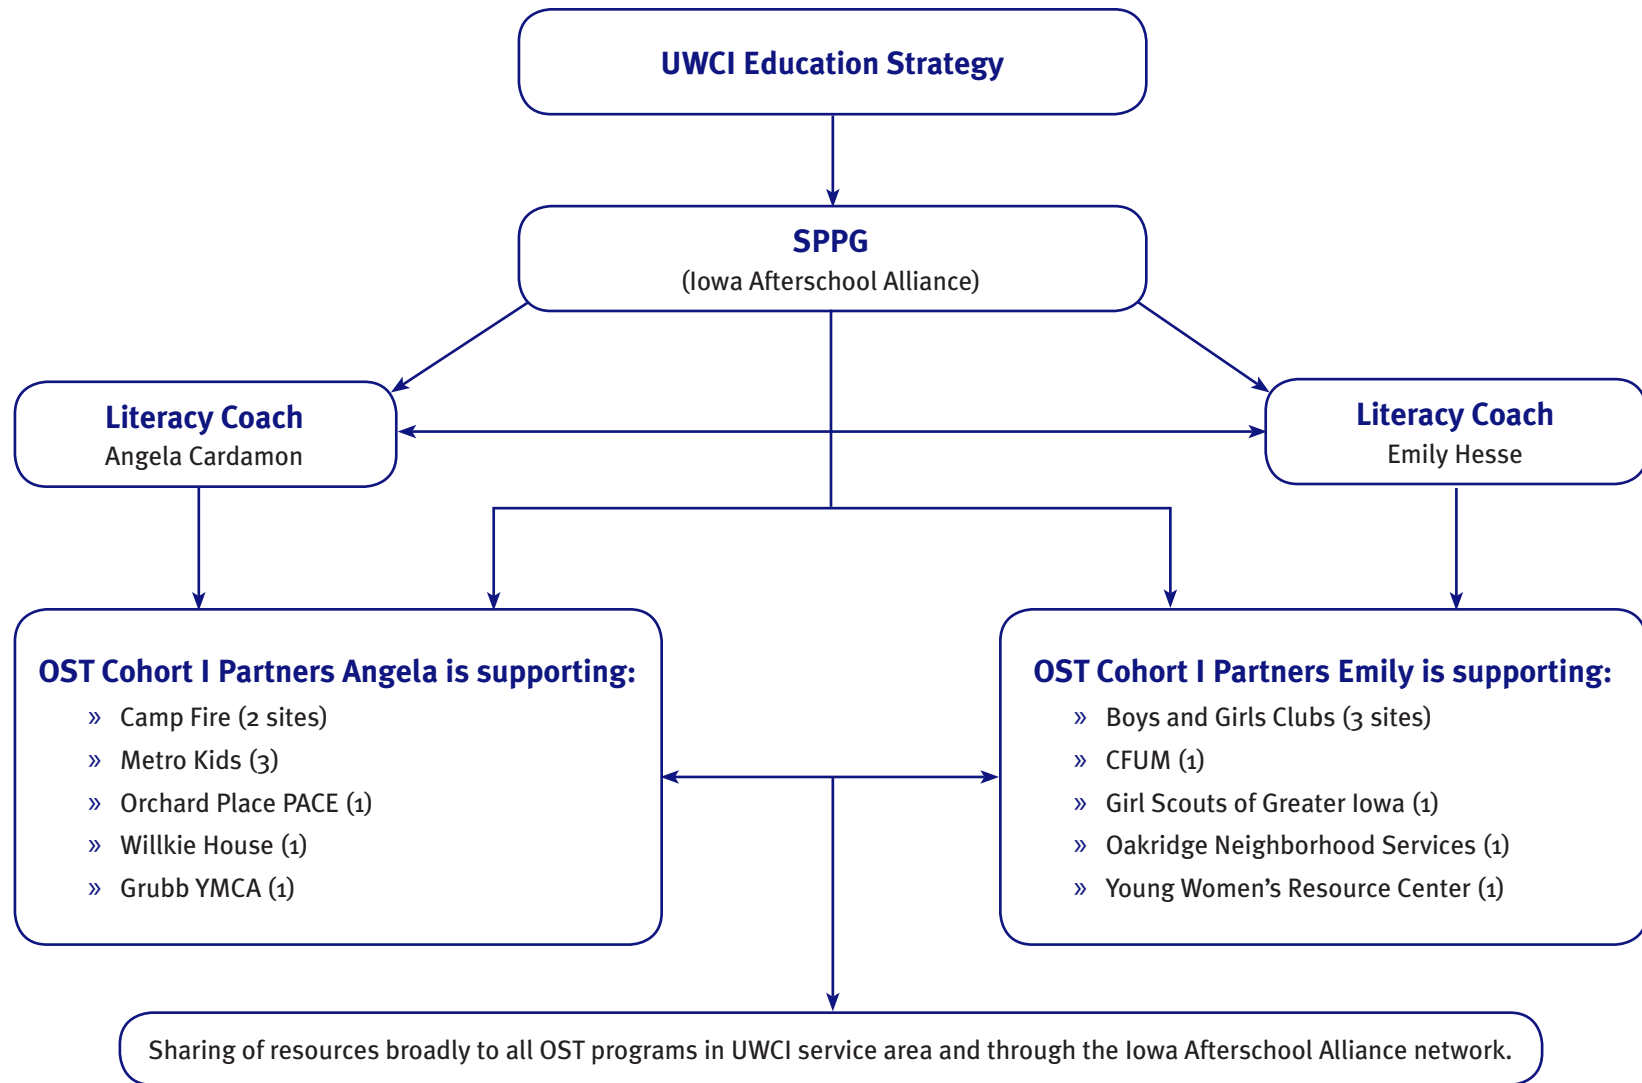 UWCI Education Strategy
SPPG
(Iowa Afterschool Alliance)
Literacy Coach
Angela Cardamon
Literacy Coach
Emily Hesse
OST Cohort I Partners Angela is supporting:
» Camp Fire (2 sites)
» Metro Kids (3)
» Orchard Place PACE (1)
» Willkie House (1)
» Grubb YMCA (1)
OST Cohort I Partners Emily is supporting:
» Boys and Girls Clubs (3 sites)
» CFUM (1)
» Girl Scouts of Greater Iowa (1)
» Oakridge Neighborhood Services (1)
» Young Women’s Resource Center (1)
Sharing of resources broadly to all OST programs in UWCI service area and through the Iowa Afterschool Alliance network.